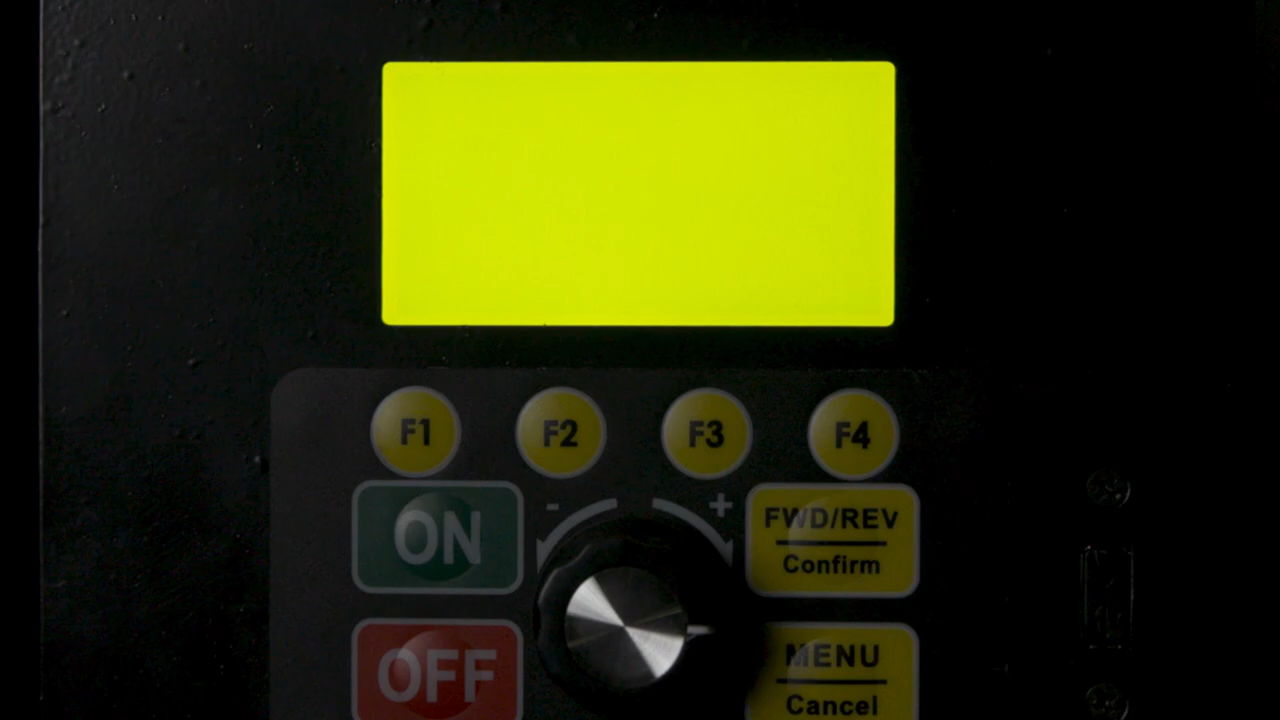 F1 F2 F3 F4
ON
- +
FWD/REV
Confirm
OFF
MENU
Cancel